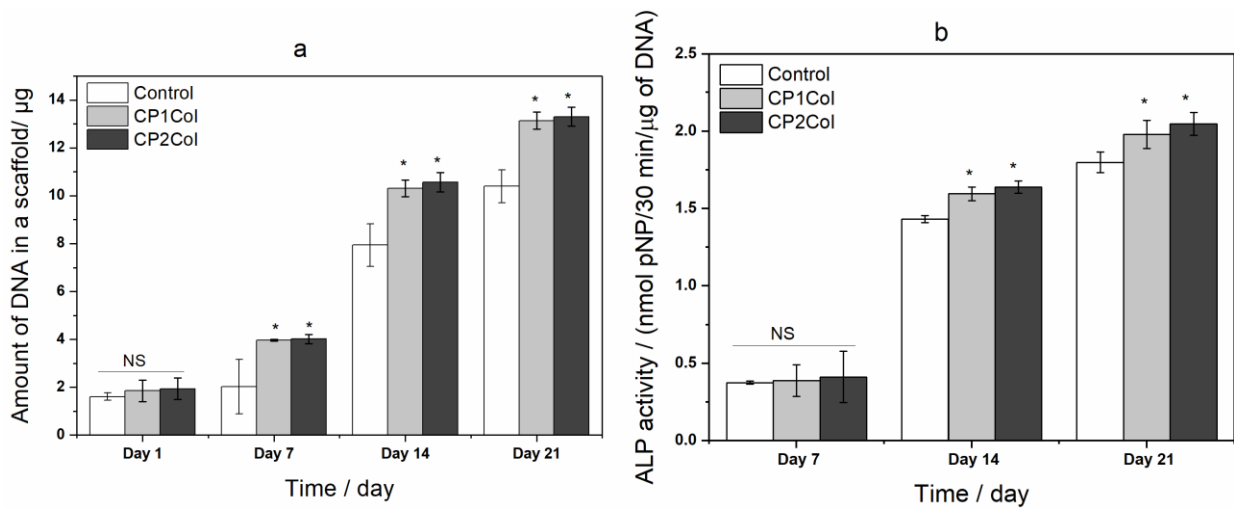 a
Amount of DNA in a scaffold/ μg
14
12
10
8
6
4
2
0
Control
CP1Col
CP2Col
NS
* *
* *
* *
Day 1 Day 7 Day 14 Day 21
Time / day
b
ALP activity / (nmol pNP/30 min/μg of DNA)
2.5
2.0
1.5
1.0
0.5
0.0
Control
CP1Col
CP2Col
NS
* *
* *
Day 7 Day 14 Day 21
Time / day